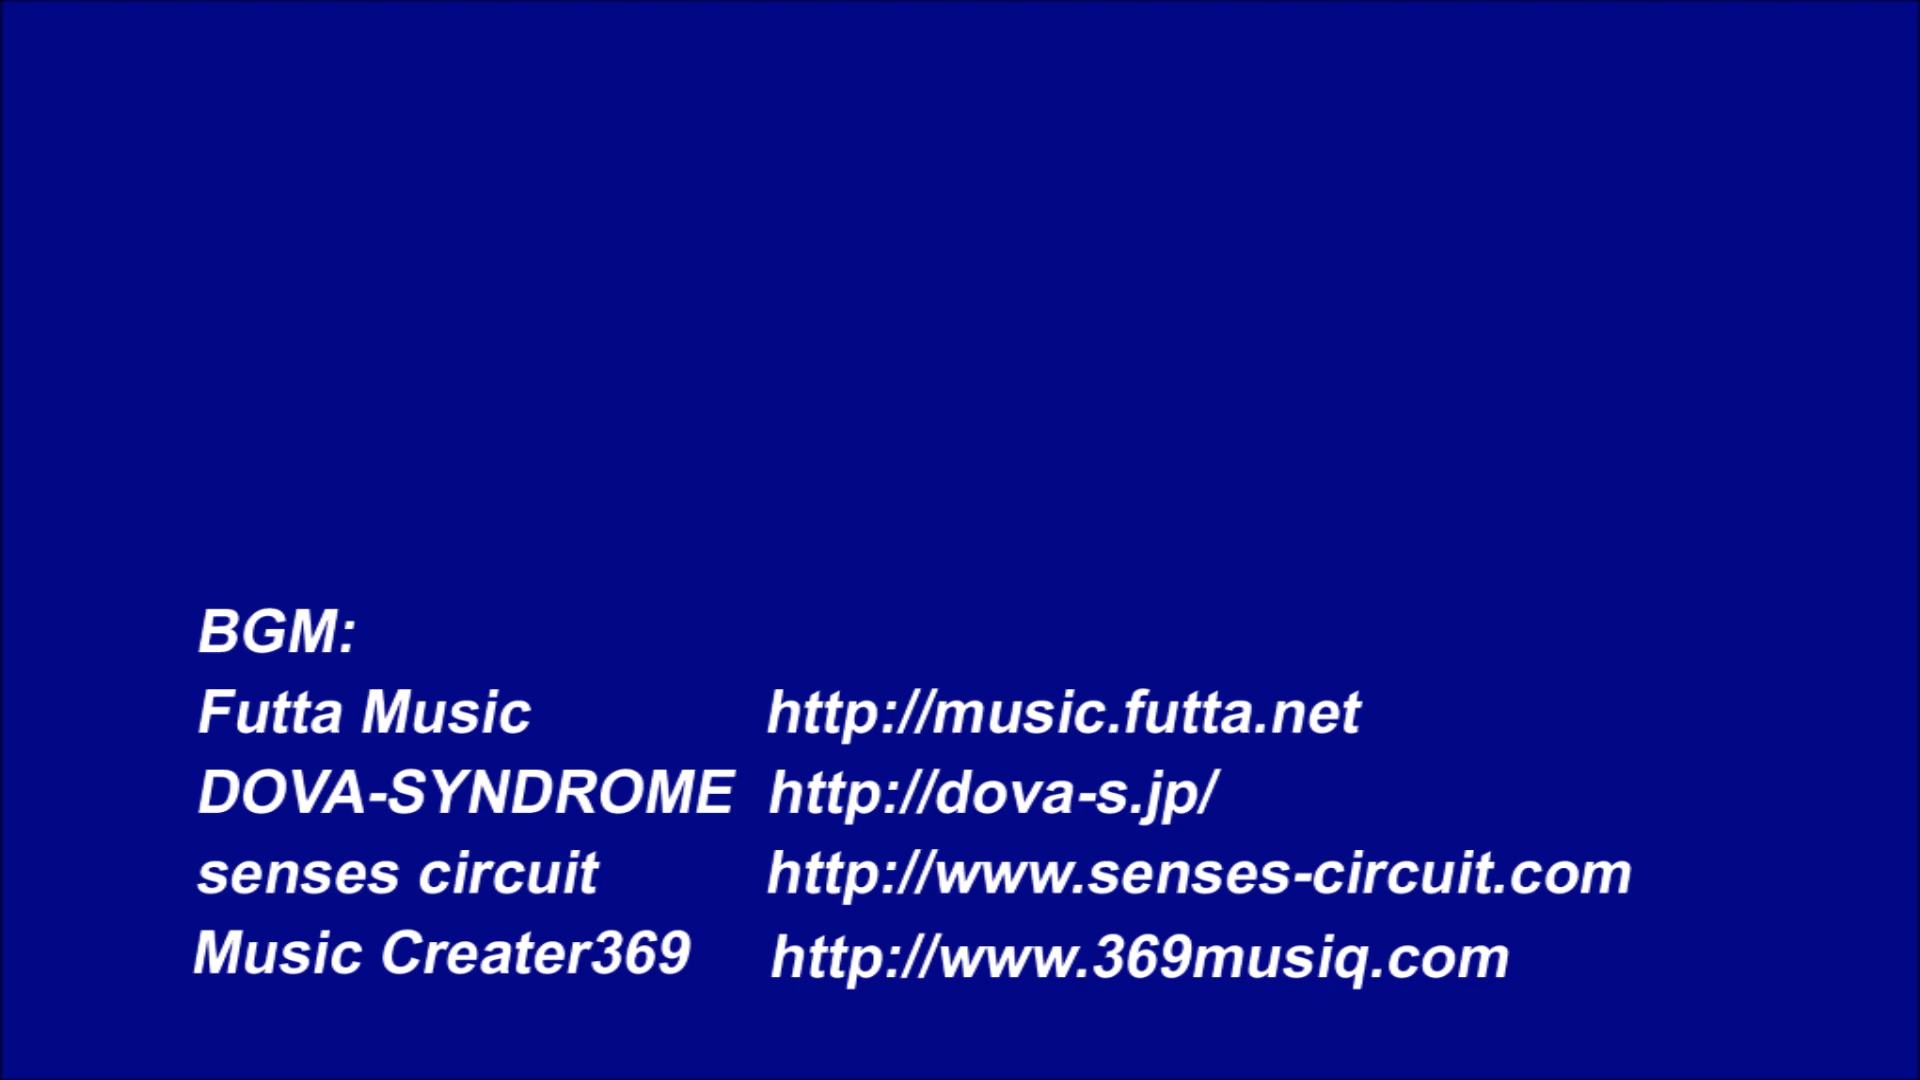 BGM:
Futta Music http://music.futta.net
DOVA-SYNDROME http://dova-s.jp/
senses circuit http://www.senses-circuit.com
Music Creater369 http://www.369musiq.com